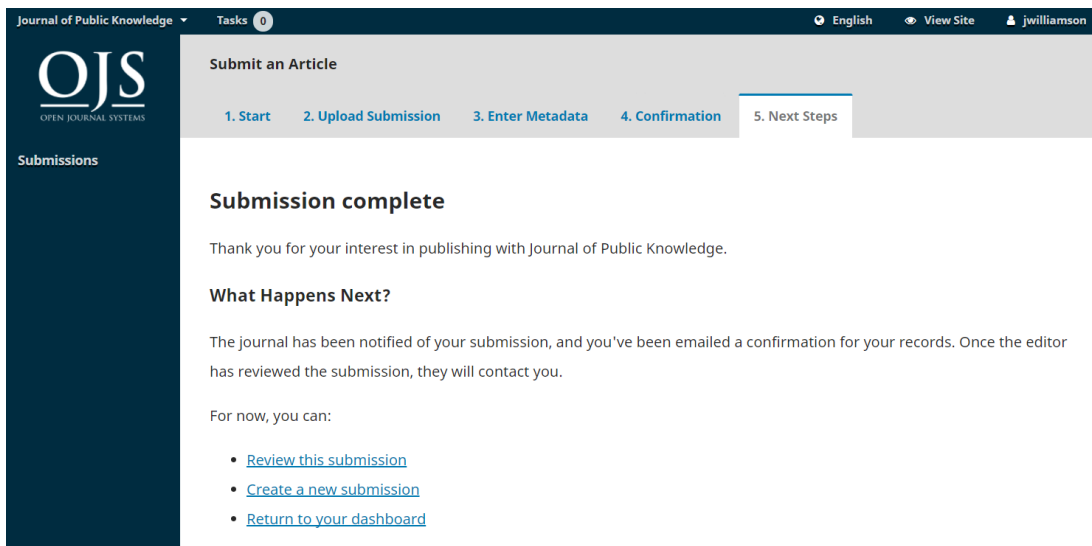 Journal of Public Knowledge Tasks 0 English View Site jwilliamson
OJS
OPEN JOURNAL SYSTEMS
Submissions
Submit an Article
1. Start 2. Upload Submission 3. Enter Metadata 4. Confirmation 5. Next Steps
Submission complete
Thank you for your interest in publishing with Journal of Public Knowledge.
What Happens Next?
The journal has been notified of your submission, and you've been emailed a confirmation for your records. Once the editor
has reviewed the submission, they will contact you.
For now, you can:
• Review this submission
• Create a new submission
• Return to your dashboard